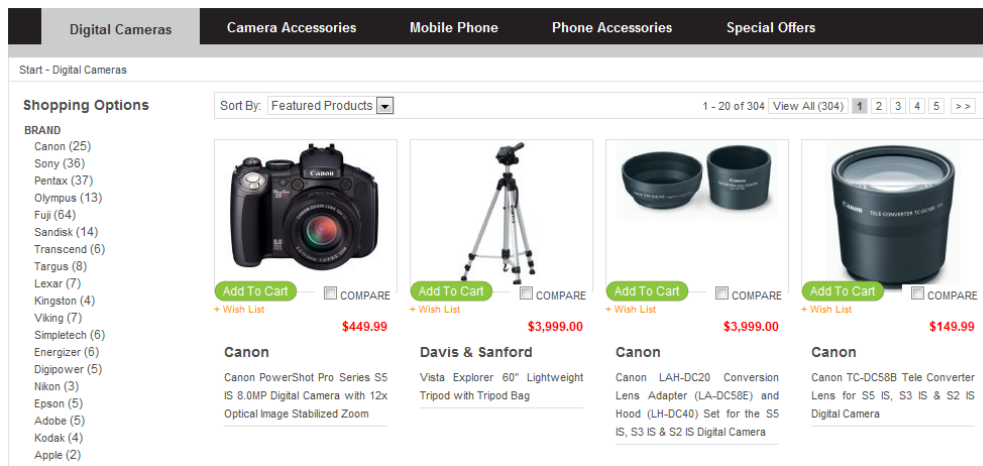 Digital Cameras
Camera Accessories
Mobile Phone
Phone Accessories
Special Offers
Start - Digital Cameras
Shopping Options
BRAND
Canon (25)
Sony (36)
Pentax (37)
Olympus (13)
Fuji (64)
Sandisk (14)
Transcend (6)
Targus (8)
Lexar (7)
Kingston (4)
Viking (7)
Simpletech (6)
Energizer (6)
Digipower (5)
Nikon (3)
Epson (5)
Adobe (5)
Kodak (4)
Apple (2)
Sort By: Featured Products
1 - 20 of 304 View All (304) 1 2 3 4 5 >>
Canon
Add To Cart
COMPARE
+ Wish List
$449.99
Canon
Canon PowerShot Pro Series S5
IS 8.0MP Digital Camera with 12x
Optical Image Stabilized Zoom
Add To Cart
COMPARE
+ Wish List
$3,999.00
Davis & Sanford
Vista Explorer 60" Lightweight
Tripod with Tripod Bag
Add To Cart
COMPARE
+ Wish List
$3,999.00
Canon
Canon LAH-DC20 Conversion
Lens Adapter (LA-DC58E) and
Hood (LH-DC40) Set for the S5
IS, S3 IS & S2 IS Digital Camera
Canon TELE CONVERTER TC-DC58B
Add To Cart
COMPARE
+ Wish List
$149.99
Canon
Canon TC-DC58B Tele Converter
Lens for S5 IS, S3 IS & S2 IS
Digital Camera